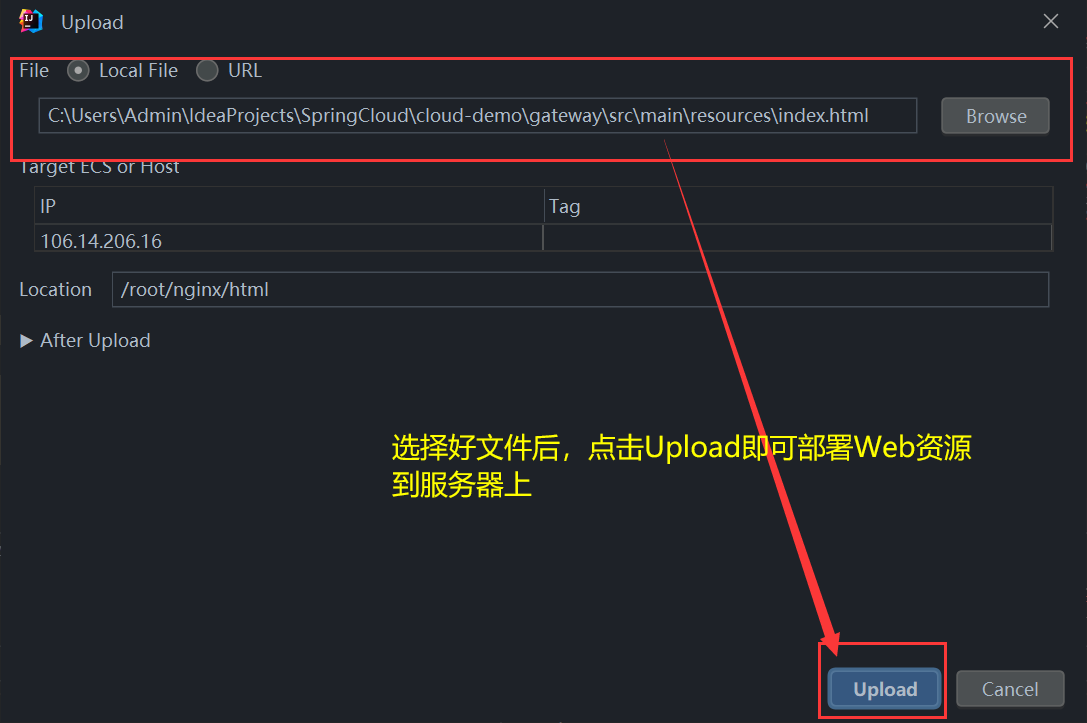 Upload
File Local File URL
C:\Users\Admin\IdeaProjects\SpringCloud\cloud-demo\gateway\src\main\resources\index.html Browse
Target ECS or Host
IP Tag
106.14.206.16
Location /root/nginx/html
After Upload
选择好文件后，点击Upload即可部署Web资源
到服务器上
Upload Cancel